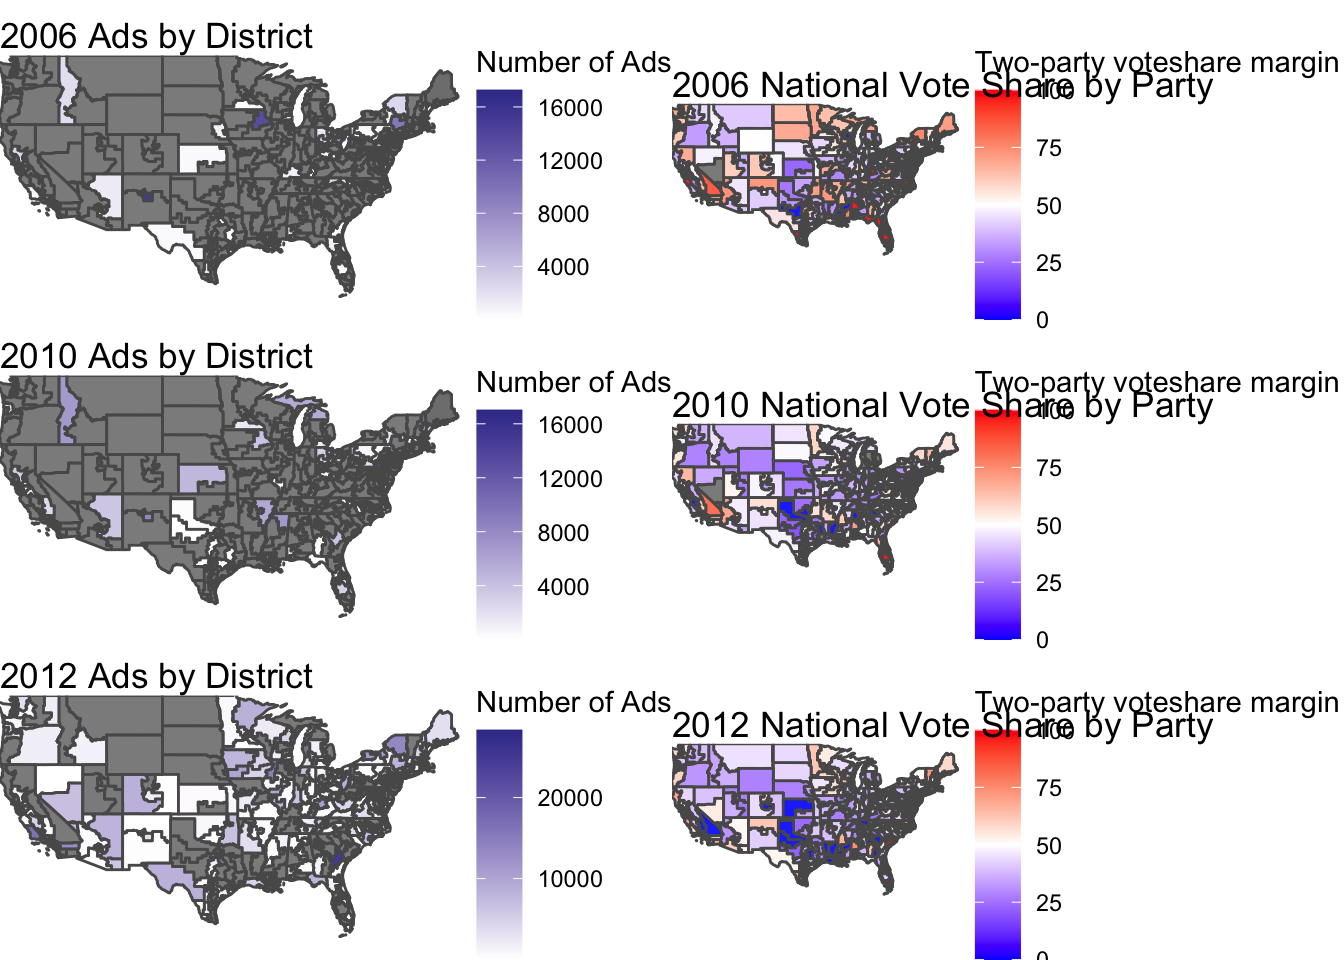 2006 Ads by District
Number of Ads
16000
12000
8000
4000
Two-party voteshare margin
2006 National Vote Share by Party
100
75
50
25
0
2010 Ads by District
Number of Ads
16000
12000
8000
4000
Two-party voteshare margin
2010 National Vote Share by Party
100
75
50
25
0
2012 Ads by District
Number of Ads
20000
10000
Two-party voteshare margin
2012 National Vote Share by Party
100
75
50
25
0